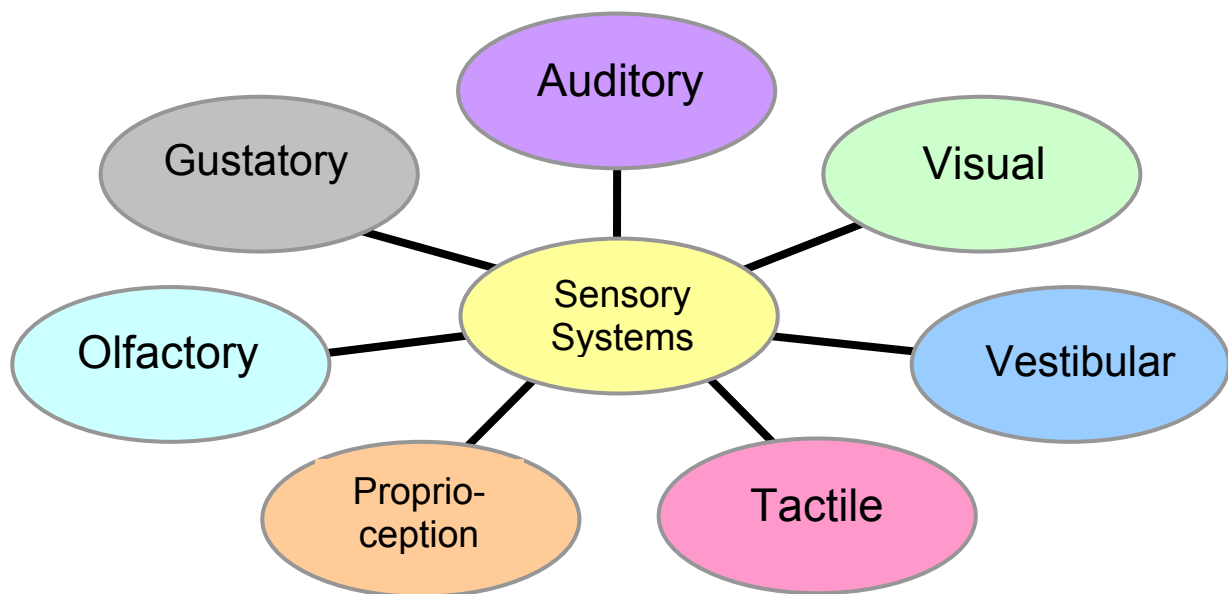 Auditory
Gustatory
Visual
Sensory
Systems
Olfactory
Vestibular
Proprio-
ception
Tactile